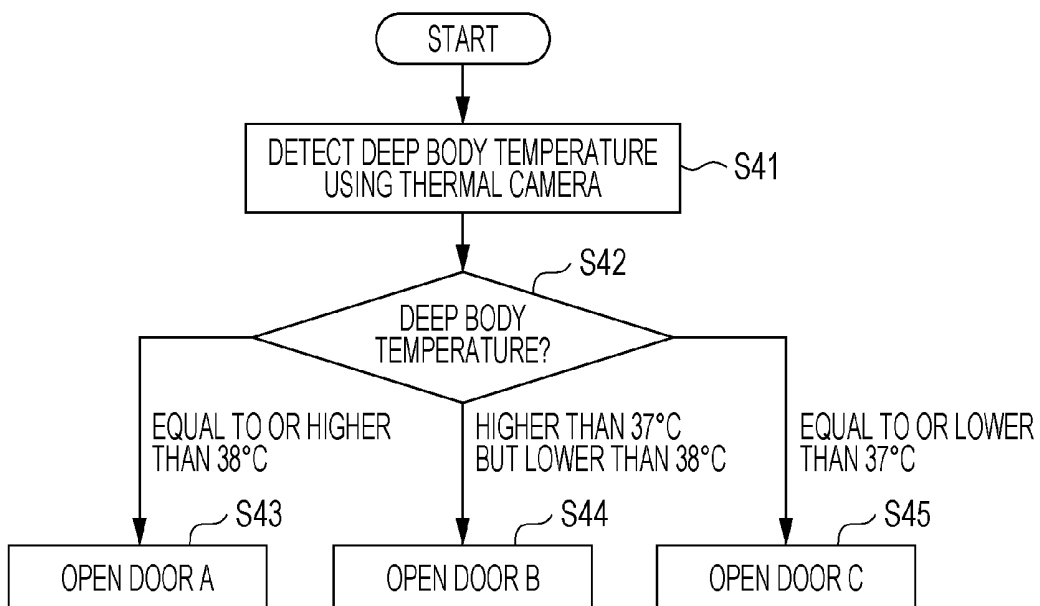 START
DETECT DEEP BODY TEMPERATURE
USING THERMAL CAMERA
S41
S42
DEEP BODY
TEMPERATURE?
EQUAL TO OR HIGHER
THAN 38°C
HIGHER THAN 37°C
BUT LOWER THAN 38°C
EQUAL TO OR LOWER
THAN 37°C
S43
OPEN DOOR A
S44
OPEN DOOR B
S45
OPEN DOOR C